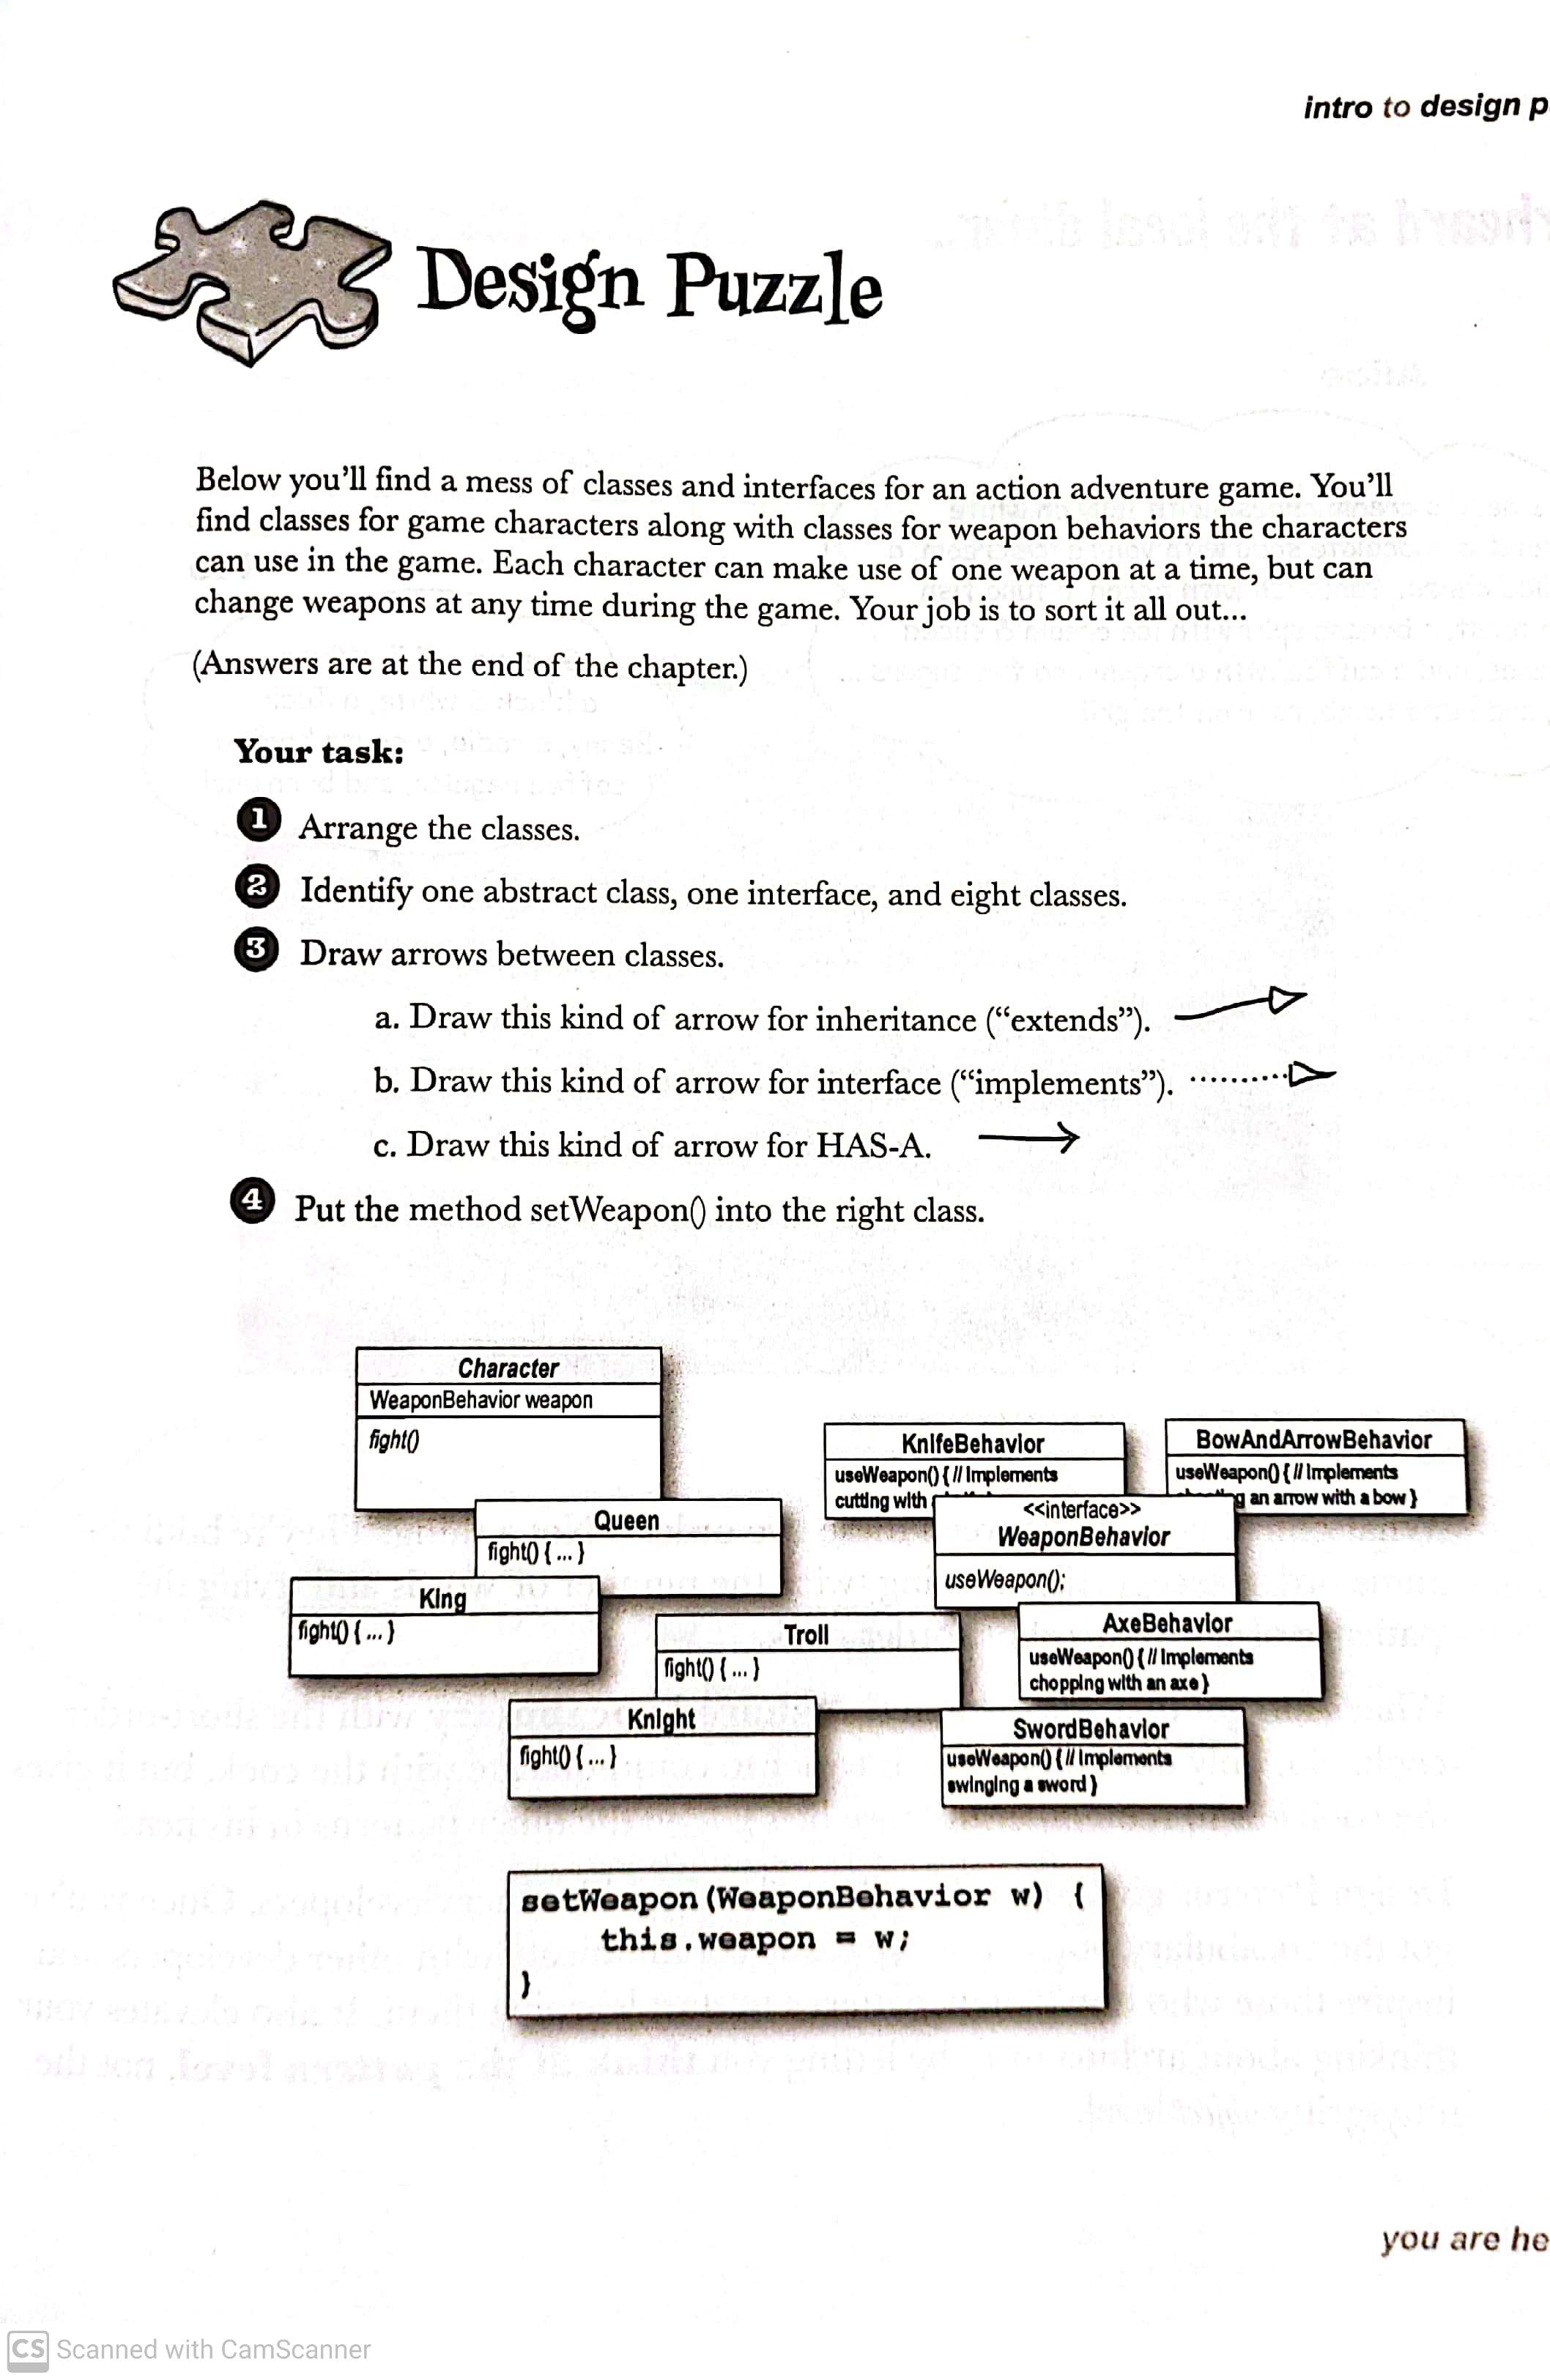 intro to design p
Design Puzzle
Below you'll find a mess of classes and interfaces for an action adventure game. You'll
find classes for game characters along with classes for weapon behaviors the characters
can use in the game. Each character can make use of one weapon at a time, but can
change weapons at any time during the game. Your job is to sort it all out...
(Answers are at the end of the chapter.)
Your task:
1 Arrange the classes.
2 Identify one abstract class, one interface, and eight classes.
3 Draw arrows between classes.
a. Draw this kind of arrow for inheritance (“extends”).
b. Draw this kind of arrow for interface (“implements”).
c. Draw this kind of arrow for HAS-A.
4 Put the method setWeapon() into the right class.
Character
WeaponBehavior weapon
fight()
Queen
fight() { ... }
King
fight() { ... }
Troll
fight() { ... }
Knight
fight() { ... }
KnifeBehavior
useWeapon() { // Implements
cutting with
BowAndArrowBehavior
useWeapon() { // Implements
an arrow with a bow }
<<interface>>
WeaponBehavior
useWeapon();
AxeBehavior
useWeapon() { // Implements
chopping with an axe }
SwordBehavior
useWeapon() { // Implements
swinging a sword }
setWeapon(WeaponBehavior w) {
this.weapon = w;
}
you are he
CS Scanned with CamScanner